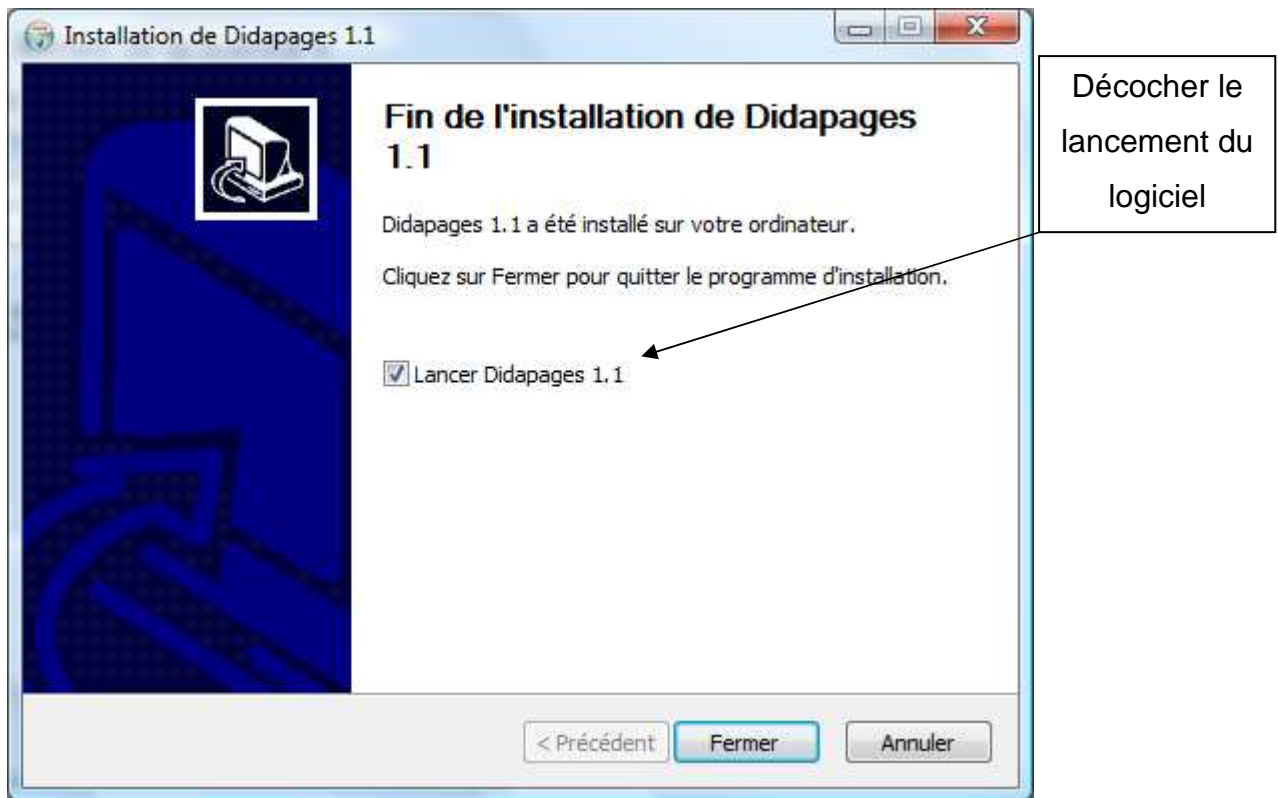 Installation de Didapages 1.1
Décocher le
lancement du
logiciel
Fin de l'installation de Didapages
1.1
Didapages 1.1 a été installé sur votre ordinateur.
Cliquez sur Fermer pour quitter le programme d'installation.
Lancer Didapages 1.1
< Précédent Fermer Annuler